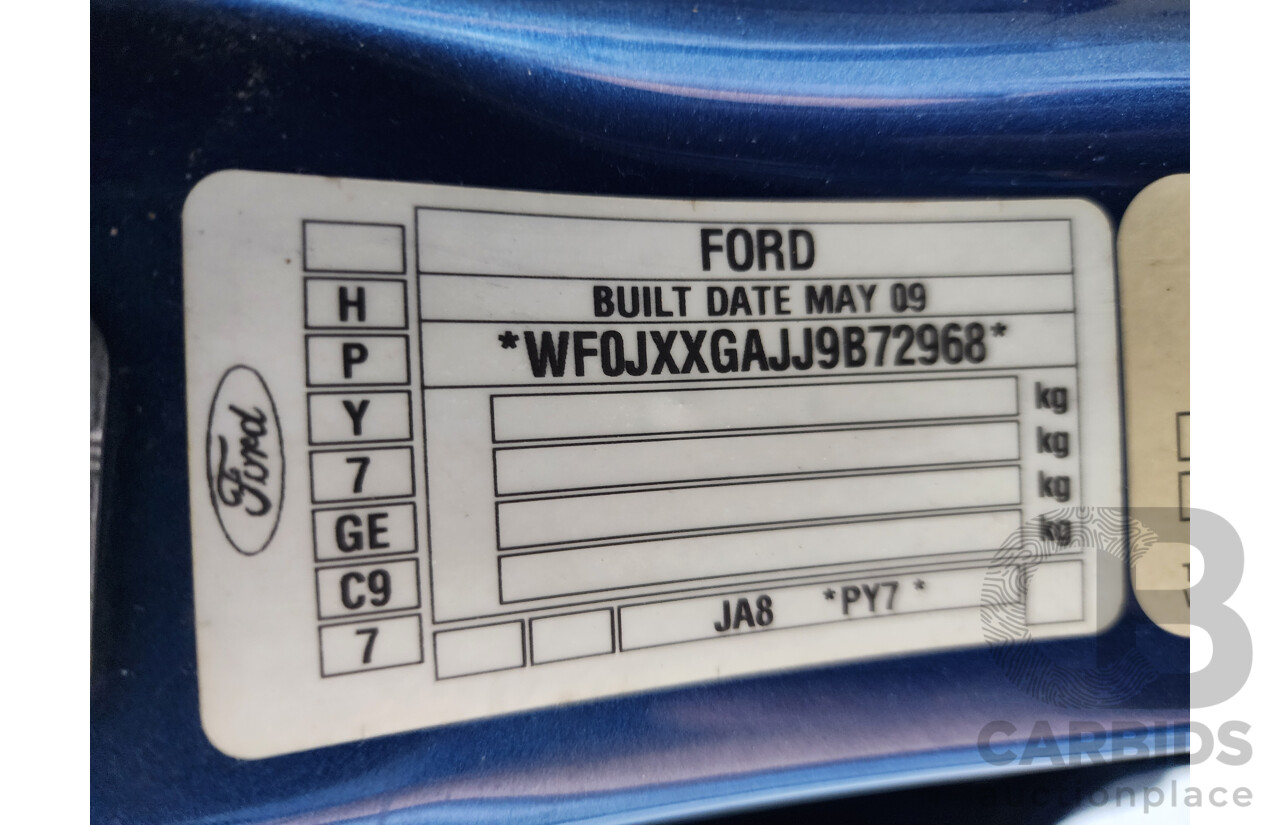 Ford
FORD
BUILT DATE MAY 09
*WF0JXXGAJJ9B72968*
H
P
Y
7
GE
C9
7
kg
kg
kg
kg
JA8 *PY7 *
CARBIDS
auctionplace